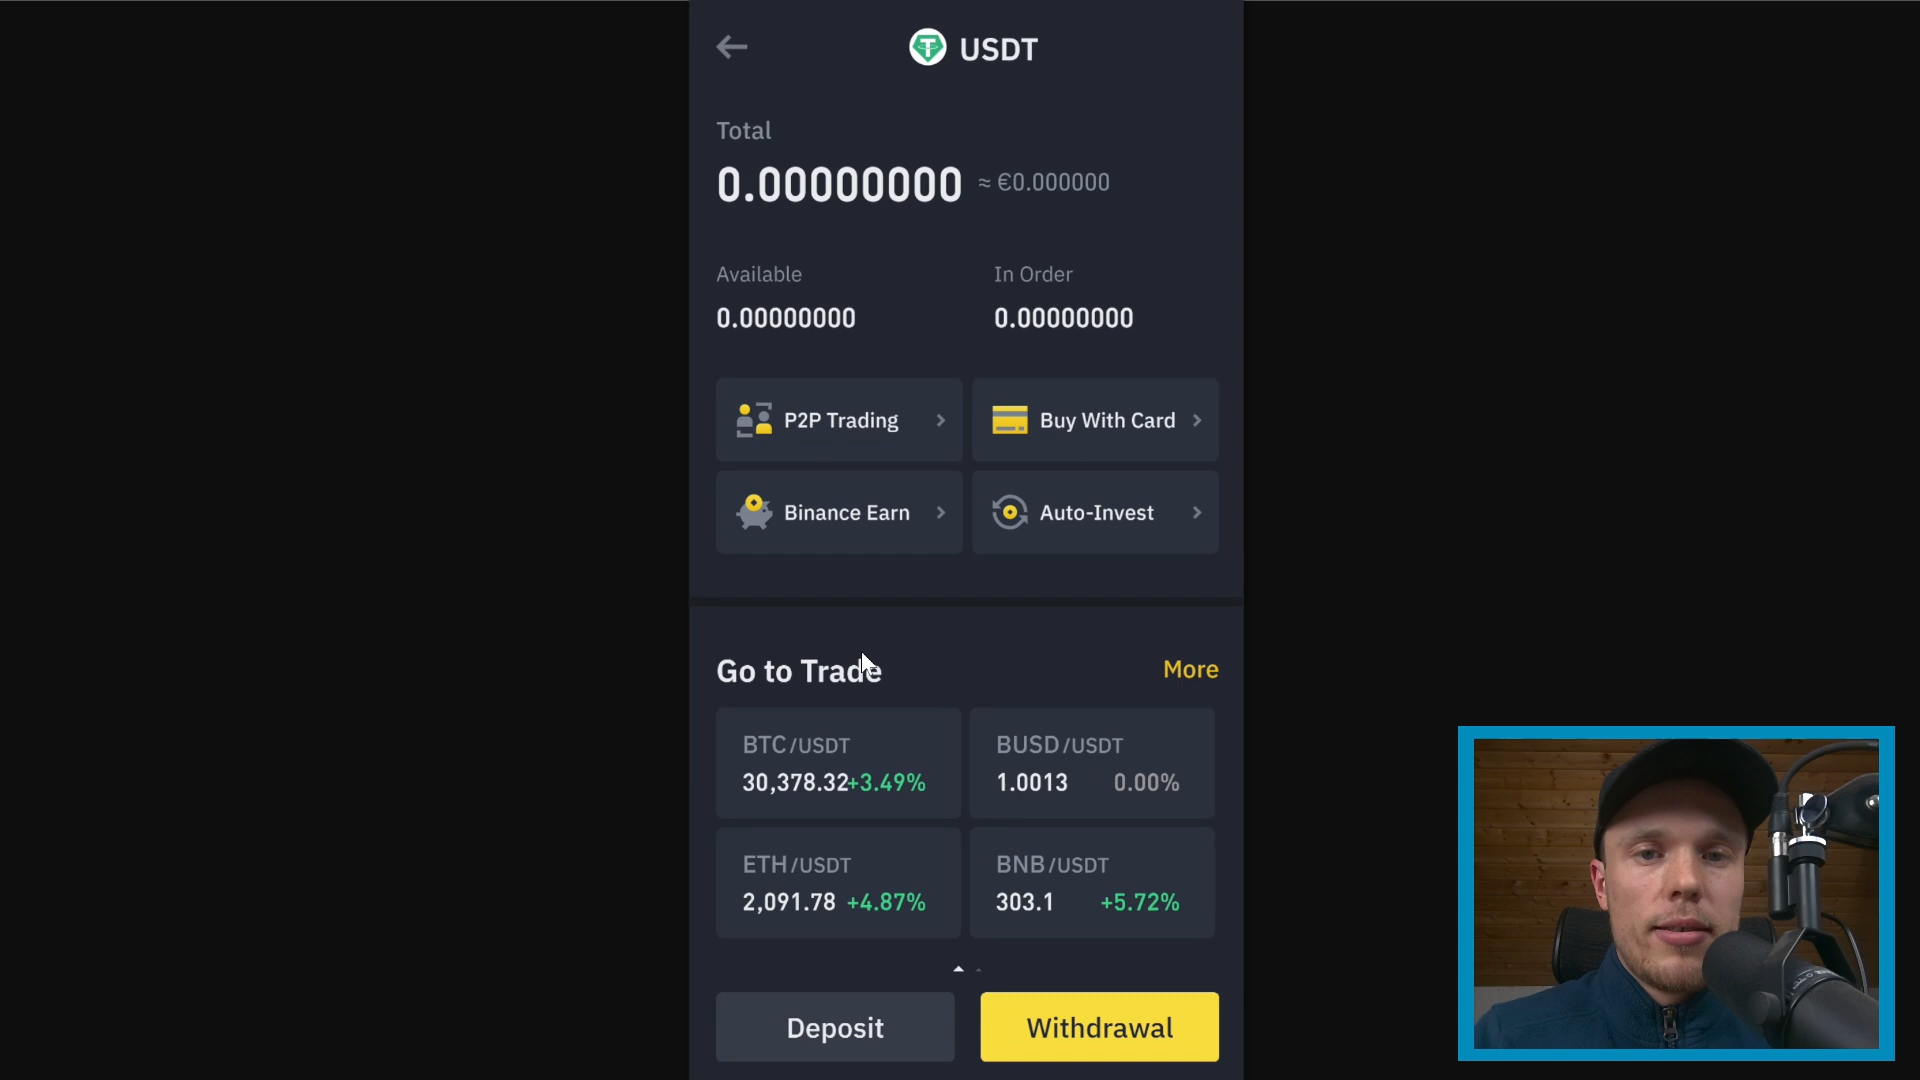 USDT
Total
0.00000000 ≈ €0.000000
Available In Order
0.00000000 0.00000000
P2P Trading Buy With Card
Binance Earn Auto-Invest
Go to Trade More
BTC/USDT BUSD/USDT
30,378.32+3.49% 1.0013 0.00%
ETH/USDT BNB/USDT
2,091.78 +4.87% 303.1 +5.72%
Deposit Withdrawal